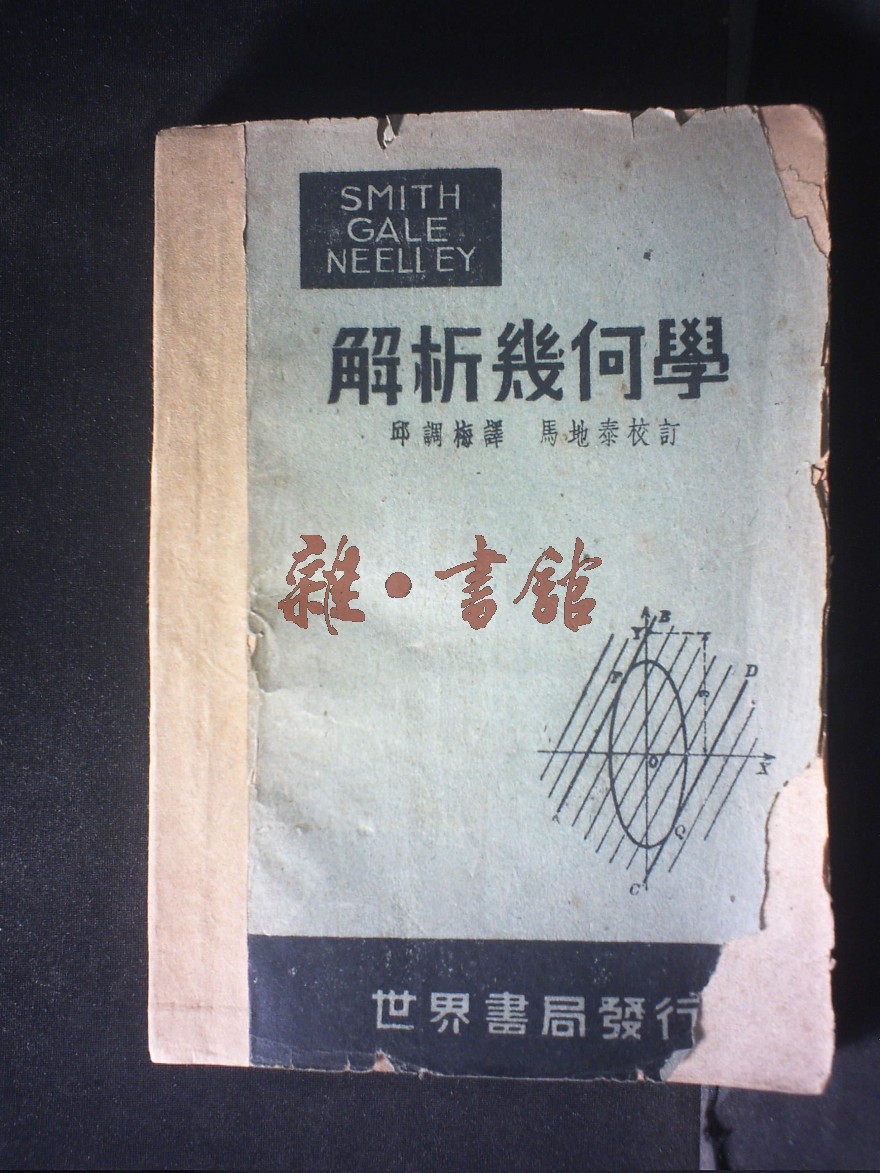 SMITH
GALE
NEELLEY
解析幾何學
邱調梅譯 馬地泰校訂
雜·書館
Y B
P
D
O
X
Q
C
世界書局發行